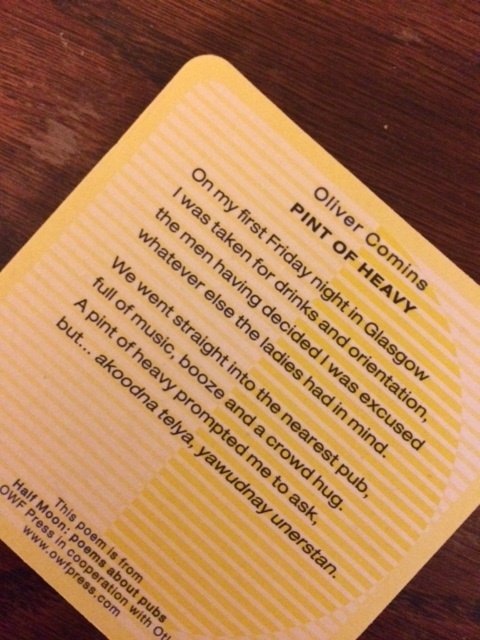 Oliver Comins
PINT OF HEAVY
On my first Friday night in Glasgow
I was taken for drinks and orientation,
the men having decided I was excused
whatever else the ladies had in mind.
We went straight into the nearest pub,
full of music, booze and a crowd hug.
A pint of heavy prompted me to ask,
but... akoodna telya, yawudnay unerstan.
This poem is from
Half Moon: poems about pubs
OWF Press in cooperation with
www.owfpress.com